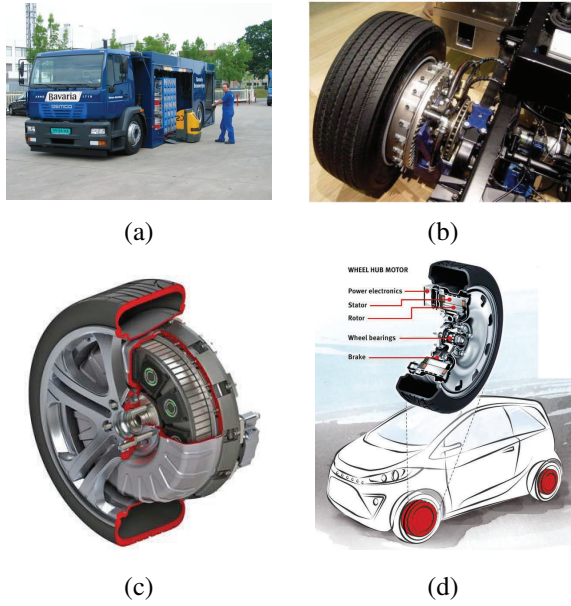 Bavaria
(a)
(b)
WHEEL HUB MOTOR
Power electronics
Stator
Rotor
Wheel bearings
Brake
(c)
(d)